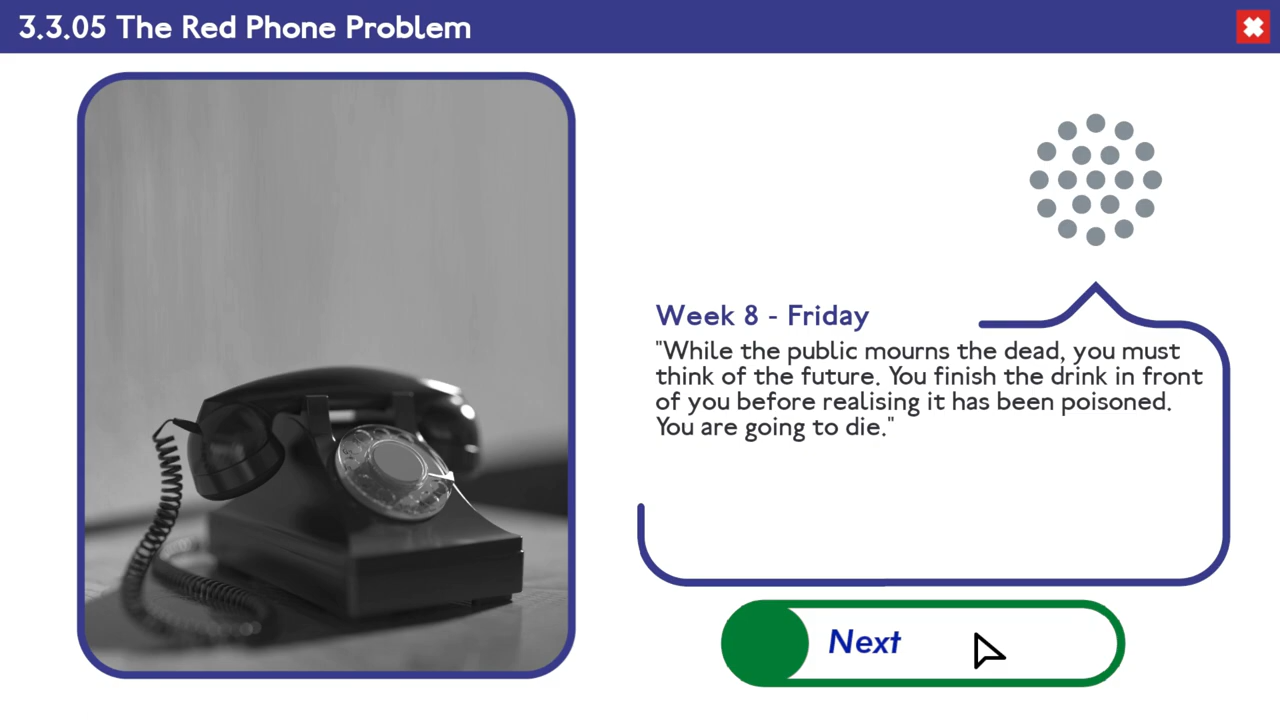 3.3.05 The Red Phone Problem
Week 8 - Friday
"While the public mourns the dead, you must
think of the future. You finish the drink in front
of you before realising it has been poisoned.
You are going to die."
Next